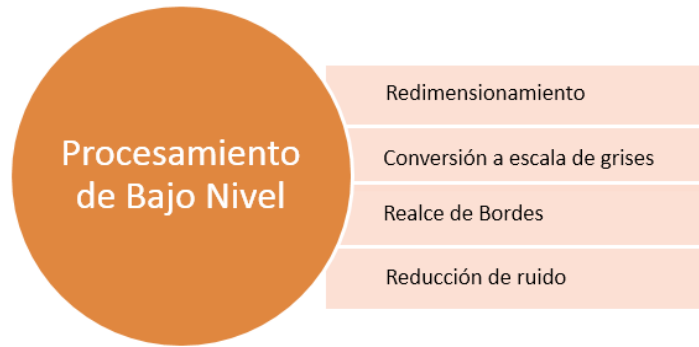 Procesamiento
de Bajo Nivel
Redimensionamiento
Conversión a escala de grises
Realce de Bordes
Reducción de ruido